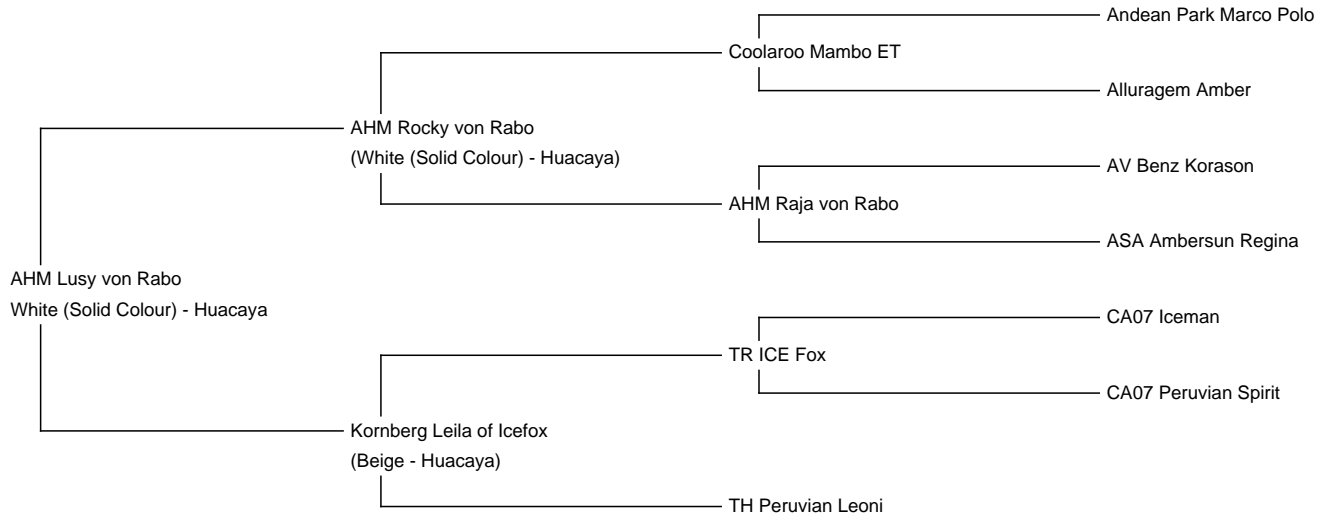 Andean Park Marco Polo
Coolaroo Mambo ET
Alluragem Amber
AHM Rocky von Rabo
(White (Solid Colour) - Huacaya)
AV Benz Korason
AHM Raja von Rabo
ASA Ambersun Regina
AHM Lusy von Rabo
White (Solid Colour) - Huacaya
CA07 Iceman
TR ICE Fox
CA07 Peruvian Spirit
Kornberg Leila of Icefox
(Beige - Huacaya)
TH Peruvian Leoni